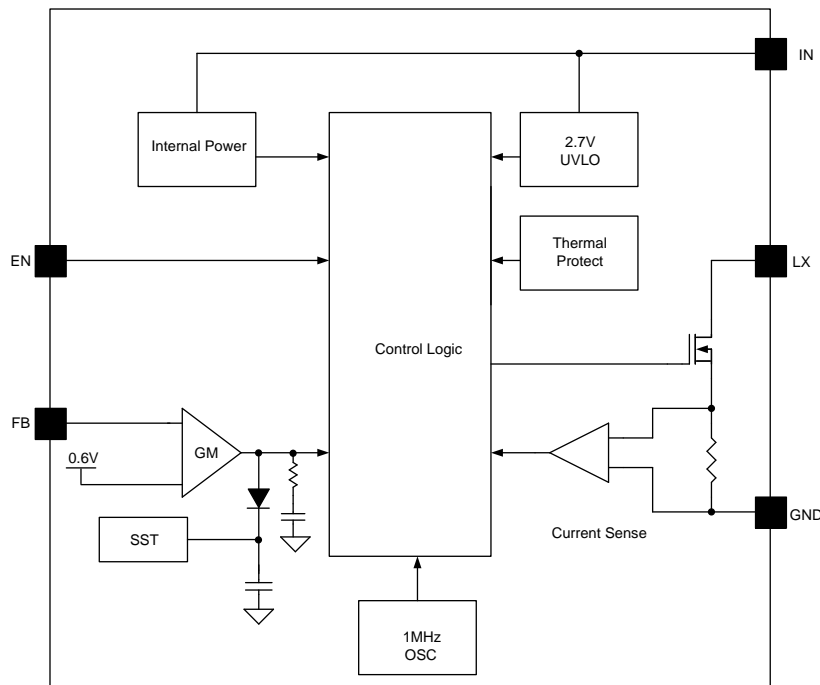 IN
Internal Power
2.7V
UVLO
EN
Thermal
Protect
LX
Control Logic
FB
GM
0.6V
SST
Current Sense
GND
1MHz
OSC